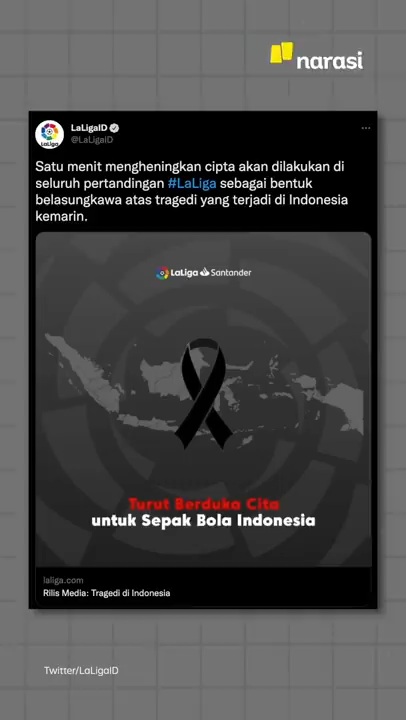 narasi
LaLigaID
@LaLigaID
Satu menit mengheningkan cipta akan dilakukan di
seluruh pertandingan #LaLiga sebagai bentuk
belasungkawa atas tragedi yang terjadi di Indonesia
kemarin.
LaLiga Santander
Turut Berduka Cita
untuk Sepak Bola Indonesia
laliga.com
Rilis Media: Tragedi di Indonesia
Twitter/LaLigaID